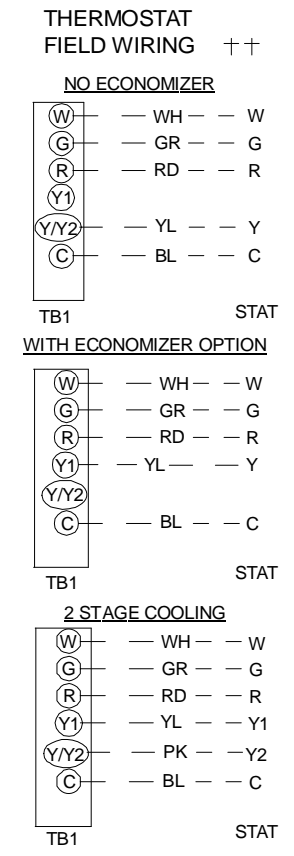 THERMOSTAT
FIELD WIRING ++
NO ECONOMIZER
W WH W
G GR G
R RD R
Y1
Y/Y2 YL Y
C BL C
TB1 STAT
WITH ECONOMIZER OPTION
W WH W
G GR G
R RD R
Y1 YL Y
Y/Y2
C BL C
TB1 STAT
2 STAGE COOLING
W WH W
G GR G
R RD R
Y1 YL Y1
Y/Y2 PK Y2
C BL C
TB1 STAT